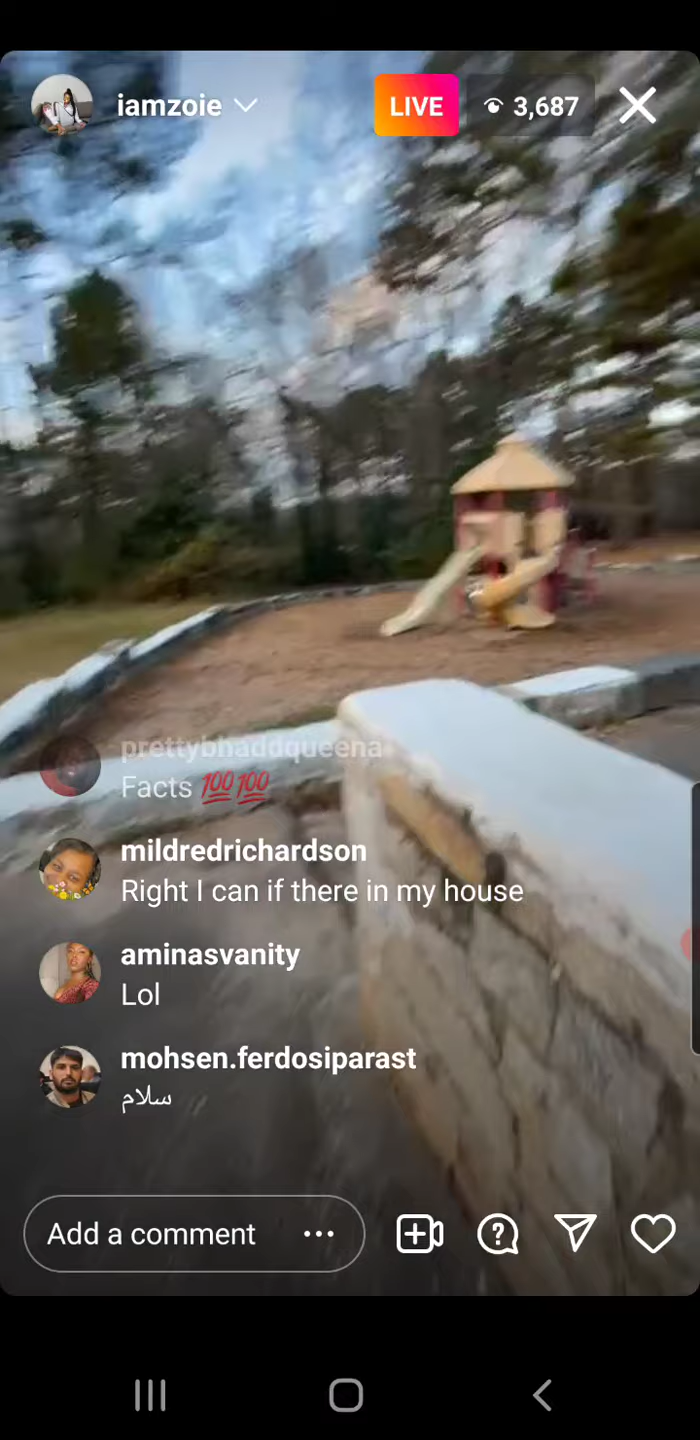 iamzoie
LIVE
3,687
prettybhaddqueena
Facts 💯💯
mildredrichardson
Right I can if there in my house
aminasvanity
Lol
mohsen.ferdosiparast
سلام
Add a comment